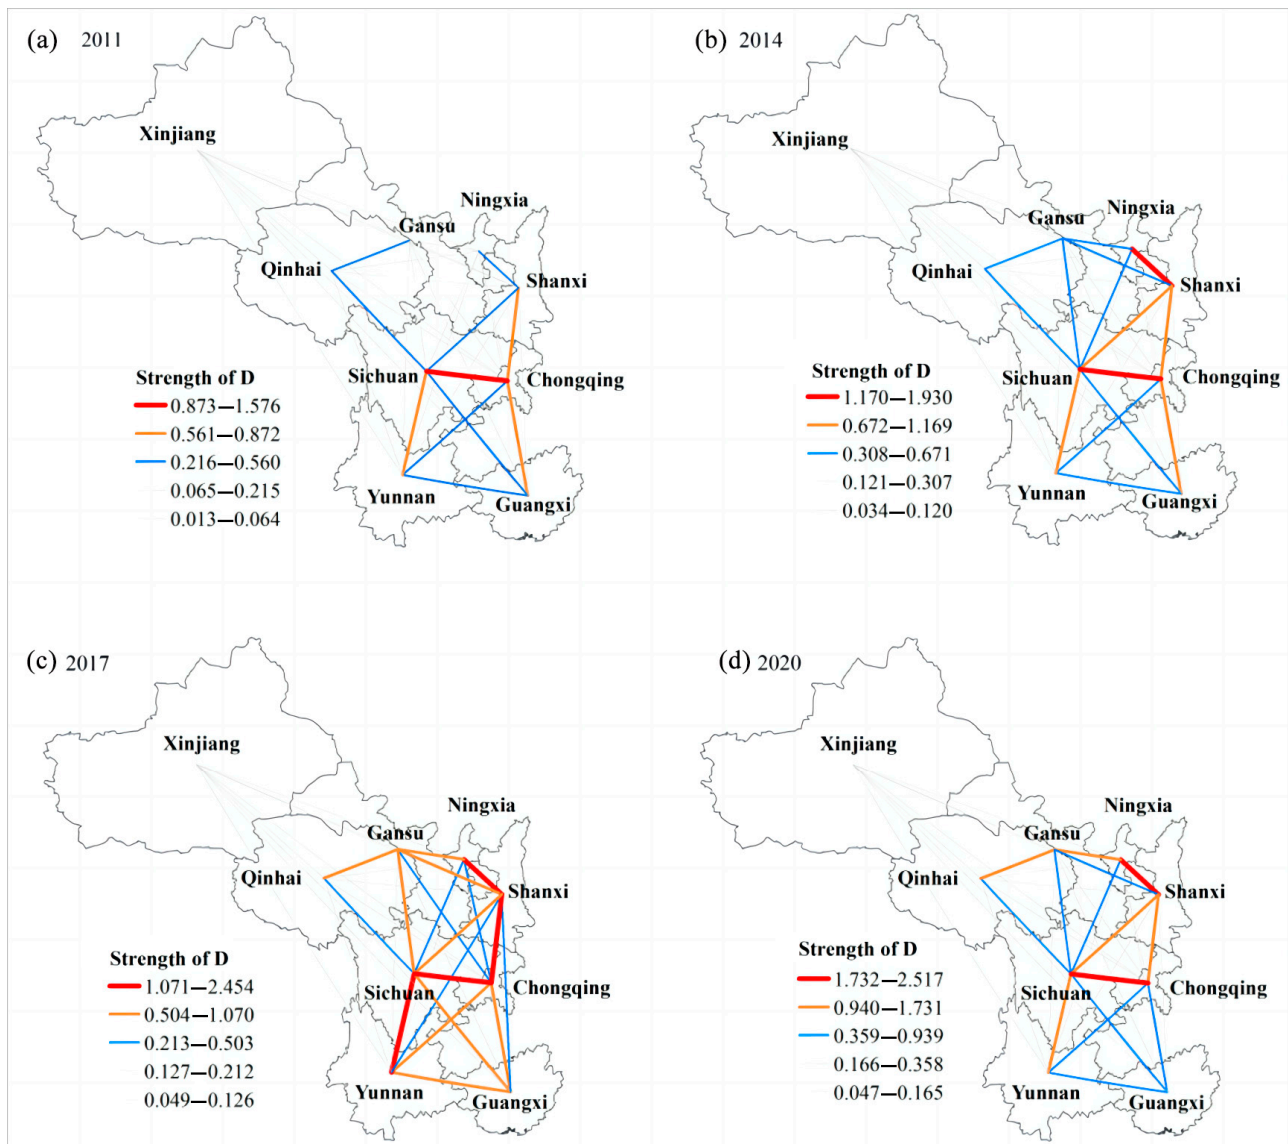 (a) 2011
Xinjiang
Ningxia
Gansu
Qinhai
Shanxi
Sichuan
Chongqing
Strength of D
0.873—1.576
0.561—0.872
0.216—0.560
0.065—0.215
0.013—0.064
Yunnan
Guangxi
(b) 2014
Xinjiang
Ningxia
Gansu
Qinhai
Shanxi
Sichuan
Chongqing
Strength of D
1.170—1.930
0.672—1.169
0.308—0.671
0.121—0.307
0.034—0.120
Yunnan
Guangxi
(c) 2017
Xinjiang
Ningxia
Gansu
Qinhai
Shanxi
Sichuan
Chongqing
Strength of D
1.071—2.454
0.504—1.070
0.213—0.503
0.127—0.212
0.049—0.126
Yunnan
Guangxi
(d) 2020
Xinjiang
Ningxia
Gansu
Qinhai
Shanxi
Sichuan
Chongqing
Strength of D
1.732—2.517
0.940—1.731
0.359—0.939
0.166—0.358
0.047—0.165
Yunnan
Guangxi